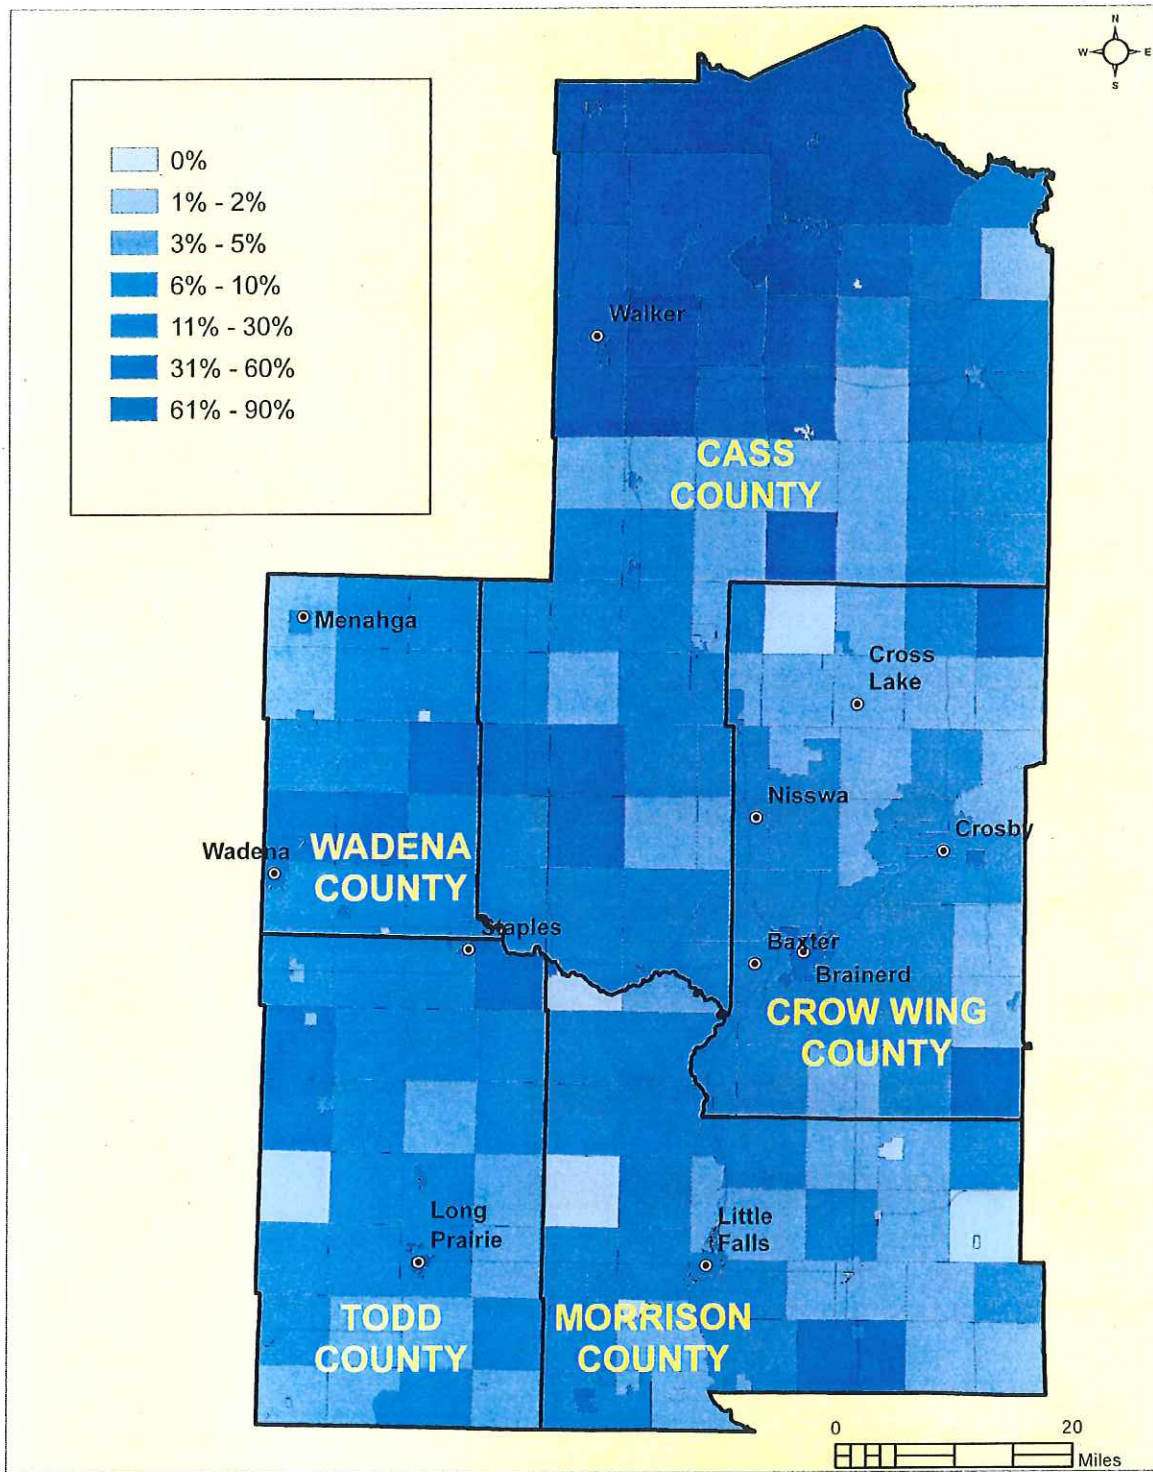 N
W
E
S
0%
1% - 2%
3% - 5%
6% - 10%
11% - 30%
31% - 60%
61% - 90%
Walker
CASS
COUNTY
Menahga
Cross
Lake
Nisswa
Crosby
Wadena
WADENA
COUNTY
Staples
Baxter
Brainerd
CROW WING
COUNTY
Long
Prairie
Little
Falls
TODD
COUNTY
MORRISON
COUNTY
0 20
Miles